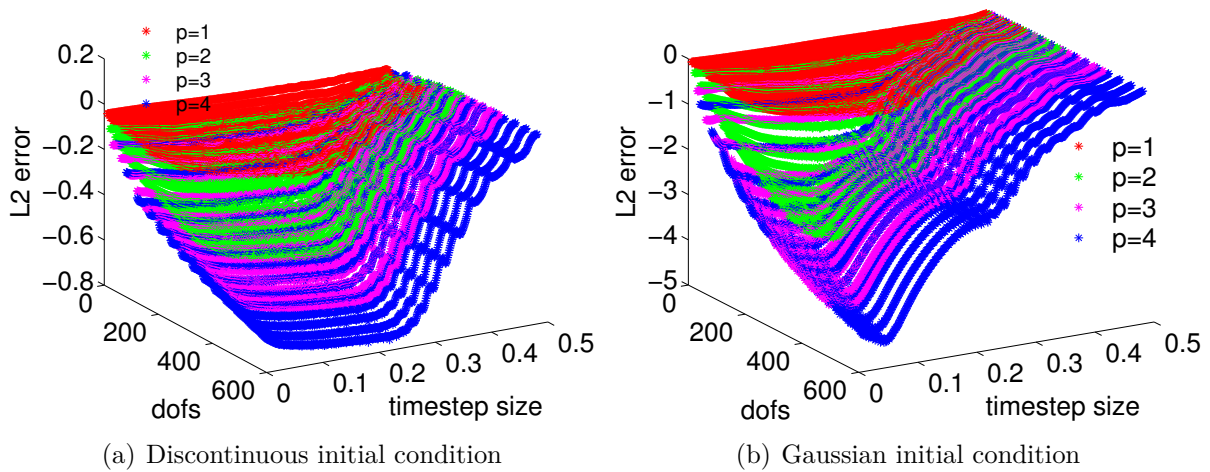 p=1
p=2
p=3
p=4
0.2
0
−0.2
−0.4
−0.6
−0.8
L2 error
0
200
400
600
dofs
0
0.1
0.2
0.3
0.4
0.5
timestep size
(a) Discontinuous initial condition
0
−1
−2
−3
−4
−5
L2 error
p=1
p=2
p=3
p=4
0
200
400
600
dofs
0
0.1
0.2
0.3
0.4
0.5
timestep size
(b) Gaussian initial condition